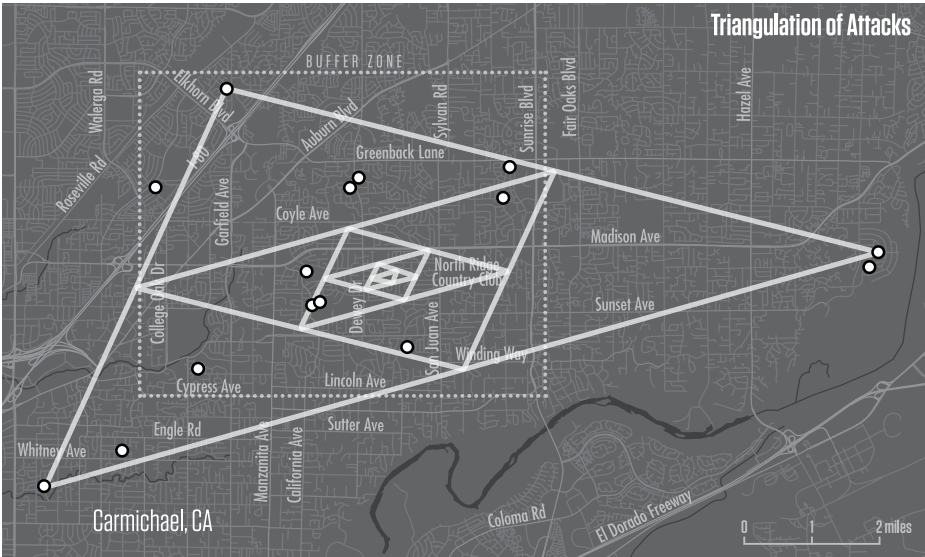 Triangulation of Attacks
BUFFER ZONE
Walerga Rd
Elkhorn Blvd
I-80
Auburn Blvd
Sylvan Rd
Sunrise Blvd
Fair Oaks Blvd
Hazel Ave
Greenback Lane
Roseville Rd
Garfield Ave
Coyle Ave
Madison Ave
North Ridge
Country Club
College Oak Dr
Dewey Dr
San Juan Ave
Sunset Ave
Winding Way
Cypress Ave
Lincoln Ave
Engle Rd
Sutter Ave
Whitney Ave
Manzanita Ave
California Ave
Carmichael, CA
Coloma Rd
El Dorado Freeway
0 1 2 miles